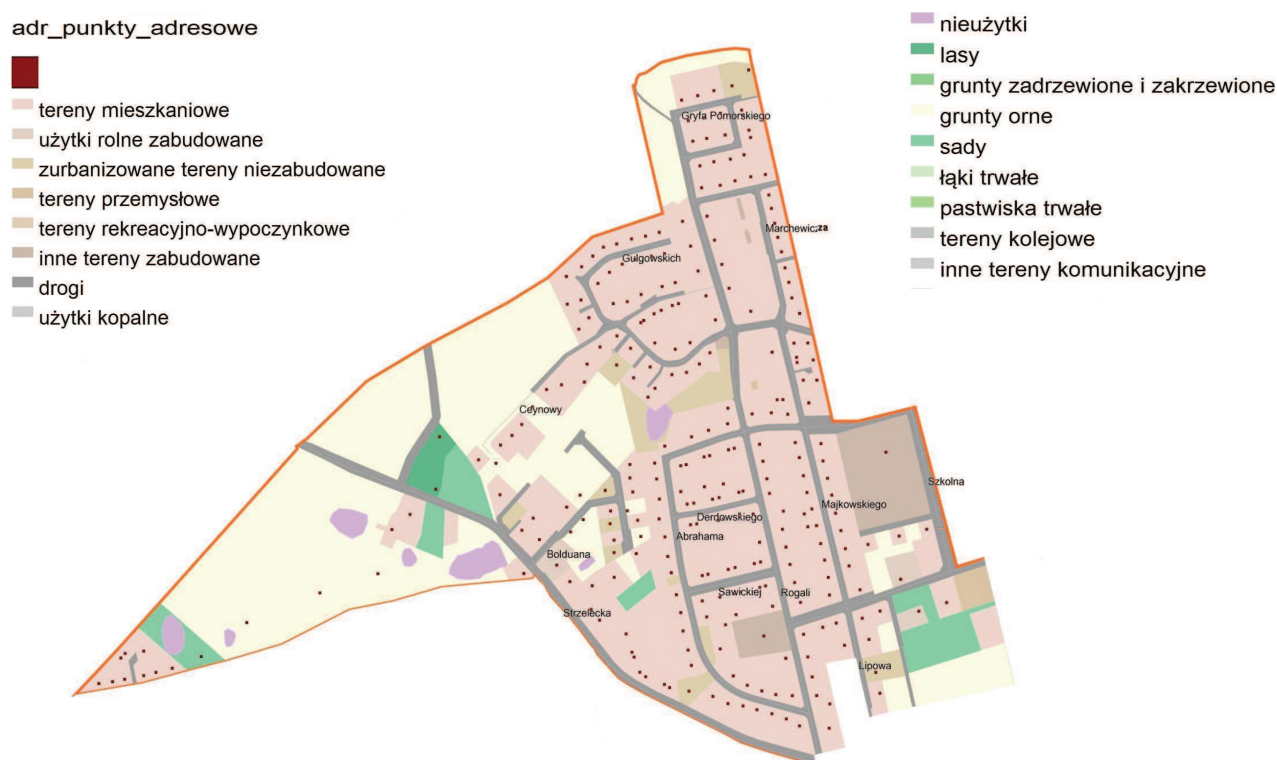 adr_punkty_adresowe
tereny mieszkaniowe
użytki rolne zabudowane
zurbanizowane tereny niezabudowane
tereny przemysłowe
tereny rekreacyjno-wypoczynkowe
inne tereny zabudowane
drogi
użytki kopalne
nieużytki
lasy
grunty zadrzewione i zakrzewione
grunty orne
sady
łąki trwałe
pastwiska trwałe
tereny kolejowe
inne tereny komunikacyjne
Gryfa Pomorskiego
Marchewicza
Gulgowskich
Ceynowy
Szkolna
Majkowskiego
Derdowskiego
Abrahama
Bolduana
Sawickiej
Rogali
Strzelecka
Lipowa